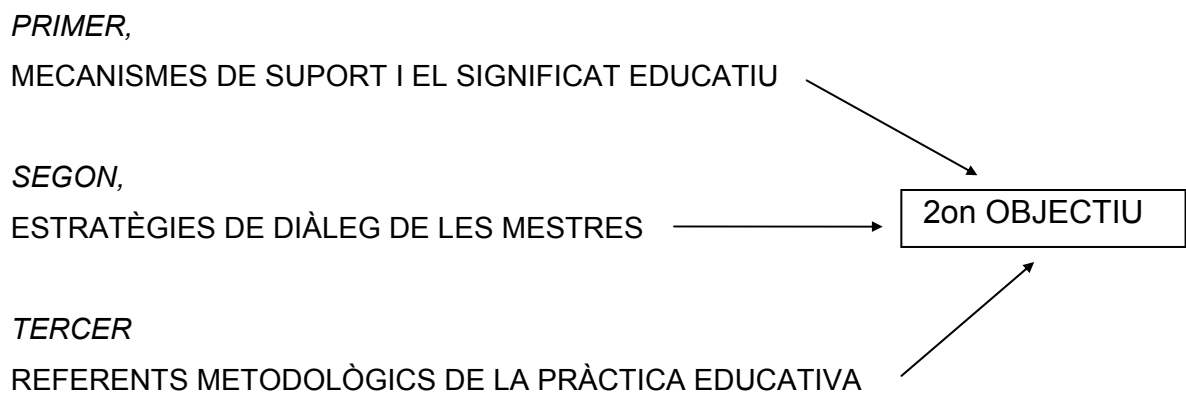 PRIMER,
MECANISMES DE SUPORT I EL SIGNIFICAT EDUCATIU
SEGON,
ESTRATÈGIES DE DIÀLEG DE LES MESTRES
2on OBJECTIU
TERCER
REFERENTS METODOLÒGICS DE LA PRÀCTICA EDUCATIVA